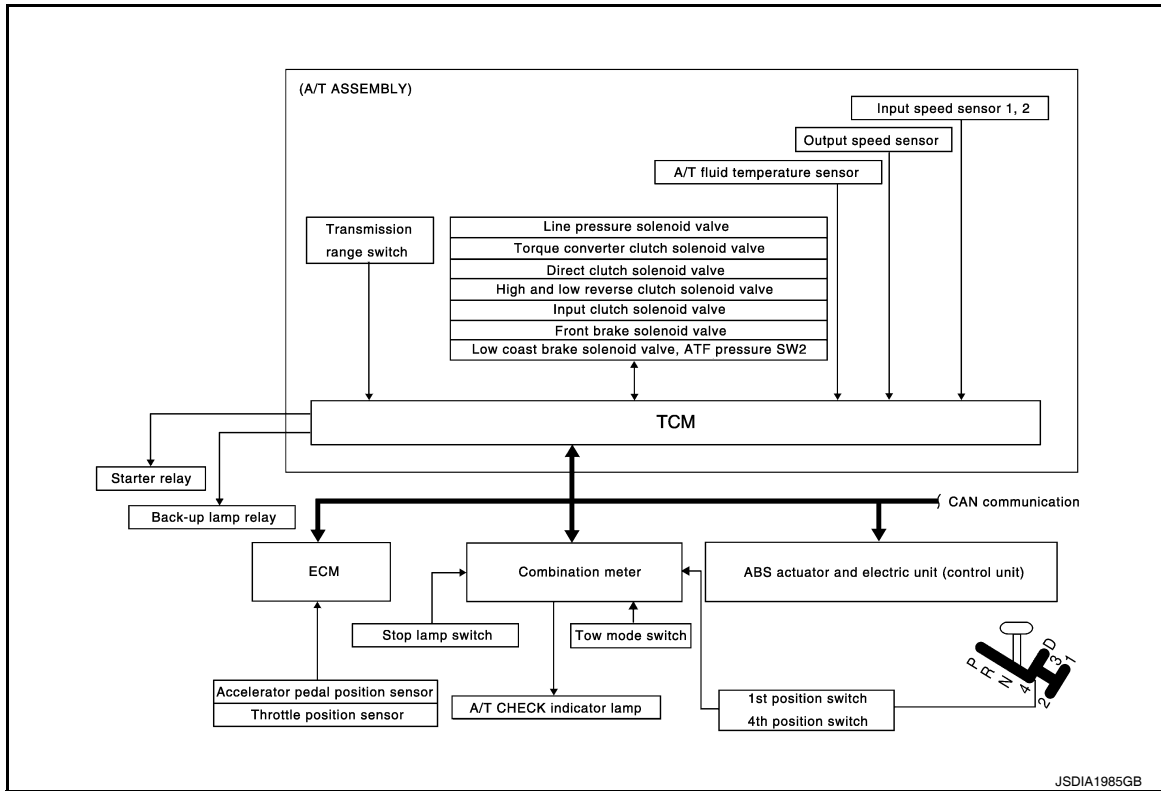 (A/T ASSEMBLY)
Input speed sensor 1, 2
Output speed sensor
A/T fluid temperature sensor
Transmission
range switch
Line pressure solenoid valve
Torque converter clutch solenoid valve
Direct clutch solenoid valve
High and low reverse clutch solenoid valve
Input clutch solenoid valve
Front brake solenoid valve
Low coast brake solenoid valve, ATF pressure SW2
TCM
Starter relay
Back-up lamp relay
CAN communication
ECM
Combination meter
ABS actuator and electric unit (control unit)
Stop lamp switch
Tow mode switch
P R N 4 D 3 1 2
Accelerator pedal position sensor
Throttle position sensor
A/T CHECK indicator lamp
1st position switch
4th position switch
JSDIA1985GB